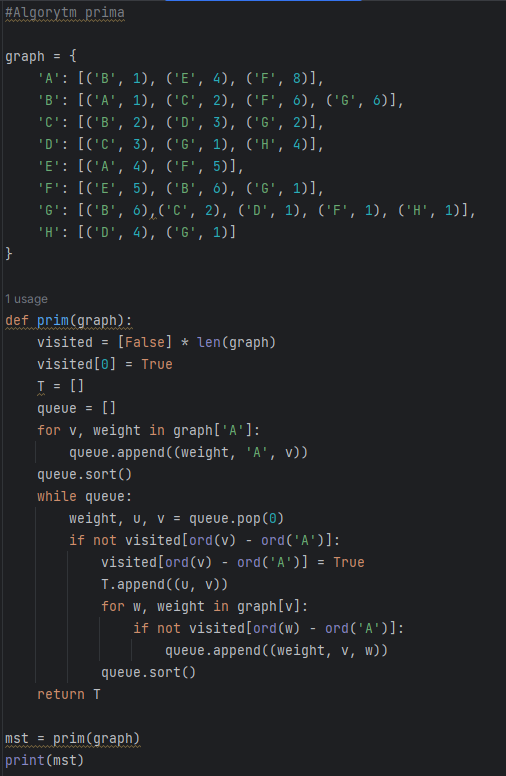 #Algorytm prima

graph = {
    'A': [('B', 1), ('E', 4), ('F', 8)],
    'B': [('A', 1), ('C', 2), ('F', 6), ('G', 6)],
    'C': [('B', 2), ('D', 3), ('G', 2)],
    'D': [('C', 3), ('G', 1), ('H', 4)],
    'E': [('A', 4), ('F', 5)],
    'F': [('E', 5), ('B', 6), ('G', 1)],
    'G': [('B', 6),('C', 2), ('D', 1), ('F', 1), ('H', 1)],
    'H': [('D', 4), ('G', 1)]
}

1 usage
def prim(graph):
    visited = [False] * len(graph)
    visited[0] = True
    T = []
    queue = []
    for v, weight in graph['A']:
        queue.append((weight, 'A', v))
    queue.sort()
    while queue:
        weight, u, v = queue.pop(0)
        if not visited[ord(v) - ord('A')]:
            visited[ord(v) - ord('A')] = True
            T.append((u, v))
            for w, weight in graph[v]:
                if not visited[ord(w) - ord('A')]:
                    queue.append((weight, v, w))
            queue.sort()
    return T

mst = prim(graph)
print(mst)